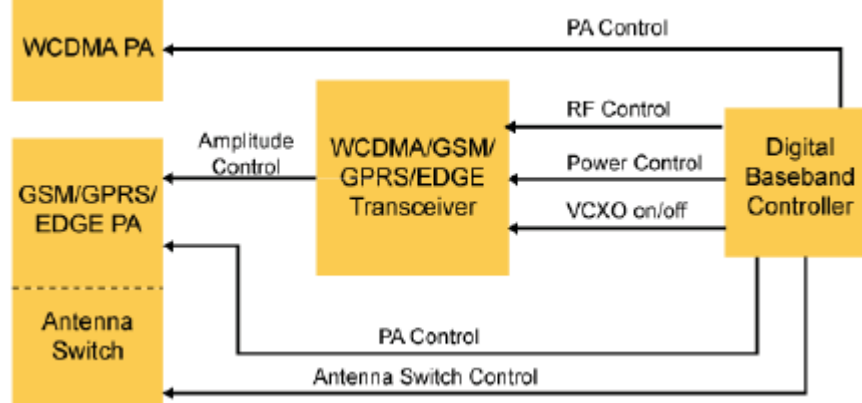 PA Control
WCDMA PA
RF Control
Amplitude
Control
WCDMA/GSM/
GPRS/EDGE
Transceiver
Digital
Baseband
Controller
Power Control
GSM/GPRS/
EDGE PA
VCXO on/off
Antenna
Switch
PA Control
Antenna Switch Control